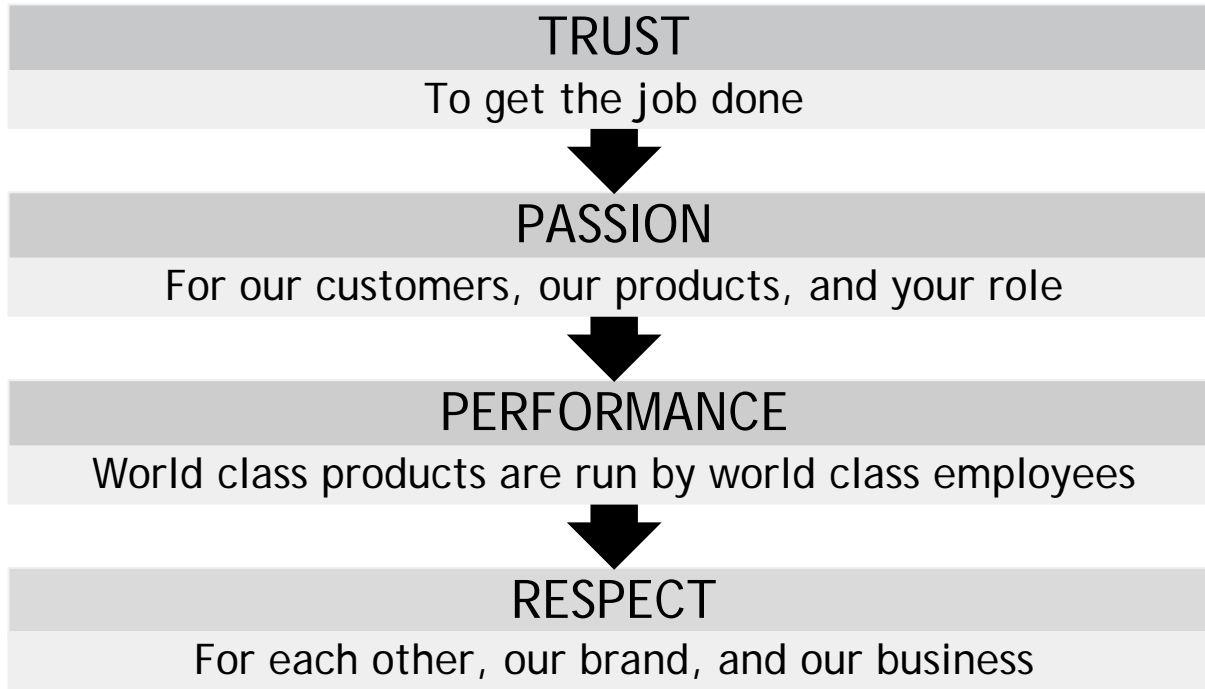 TRUST
To get the job done
PASSION
For our customers, our products, and your role
PERFORMANCE
World class products are run by world class employees
RESPECT
For each other, our brand, and our business